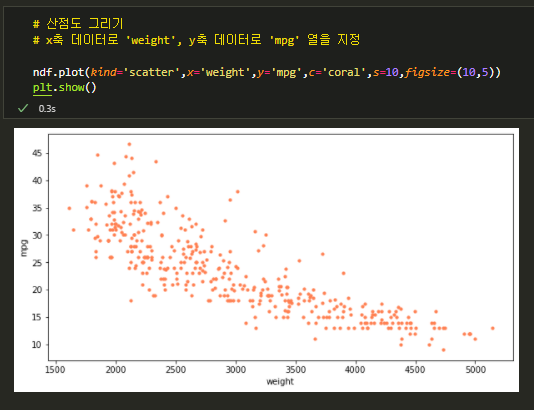 # 산점도 그리기
# x축 데이터로 'weight', y축 데이터로 'mpg' 열을 지정
ndf.plot(kind='scatter',x='weight',y='mpg',c='coral',s=10,figsize=(10,5))
plt.show()
✓ 0.3s
45
40
35
30
25
20
15
10
mpg
1500 2000 2500 3000 3500 4000 4500 5000
weight